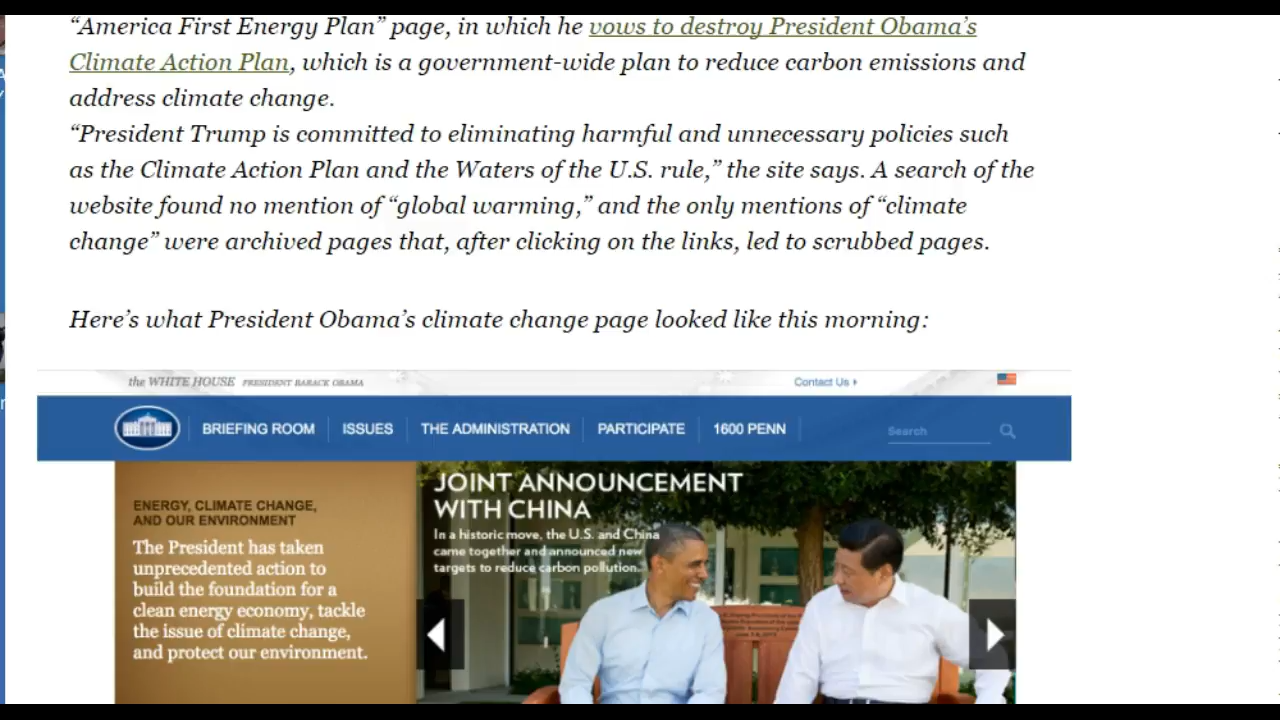 “America First Energy Plan” page, in which he vows to destroy President Obama’s
Climate Action Plan, which is a government-wide plan to reduce carbon emissions and
address climate change.
“President Trump is committed to eliminating harmful and unnecessary policies such
as the Climate Action Plan and the Waters of the U.S. rule,” the site says. A search of the
website found no mention of “global warming,” and the only mentions of “climate
change” were archived pages that, after clicking on the links, led to scrubbed pages.
Here’s what President Obama’s climate change page looked like this morning:
the WHITE HOUSE PRESIDENT BARACK OBAMA
Contact Us
BRIEFING ROOM ISSUES THE ADMINISTRATION PARTICIPATE 1600 PENN
Search
ENERGY, CLIMATE CHANGE,
AND OUR ENVIRONMENT
The President has taken
unprecedented action to
build the foundation for a
clean energy economy, tackle
the issue of climate change,
and protect our environment.
JOINT ANNOUNCEMENT
WITH CHINA
In a historic move, the U.S. and China
came together and announced new
targets to reduce carbon pollution.